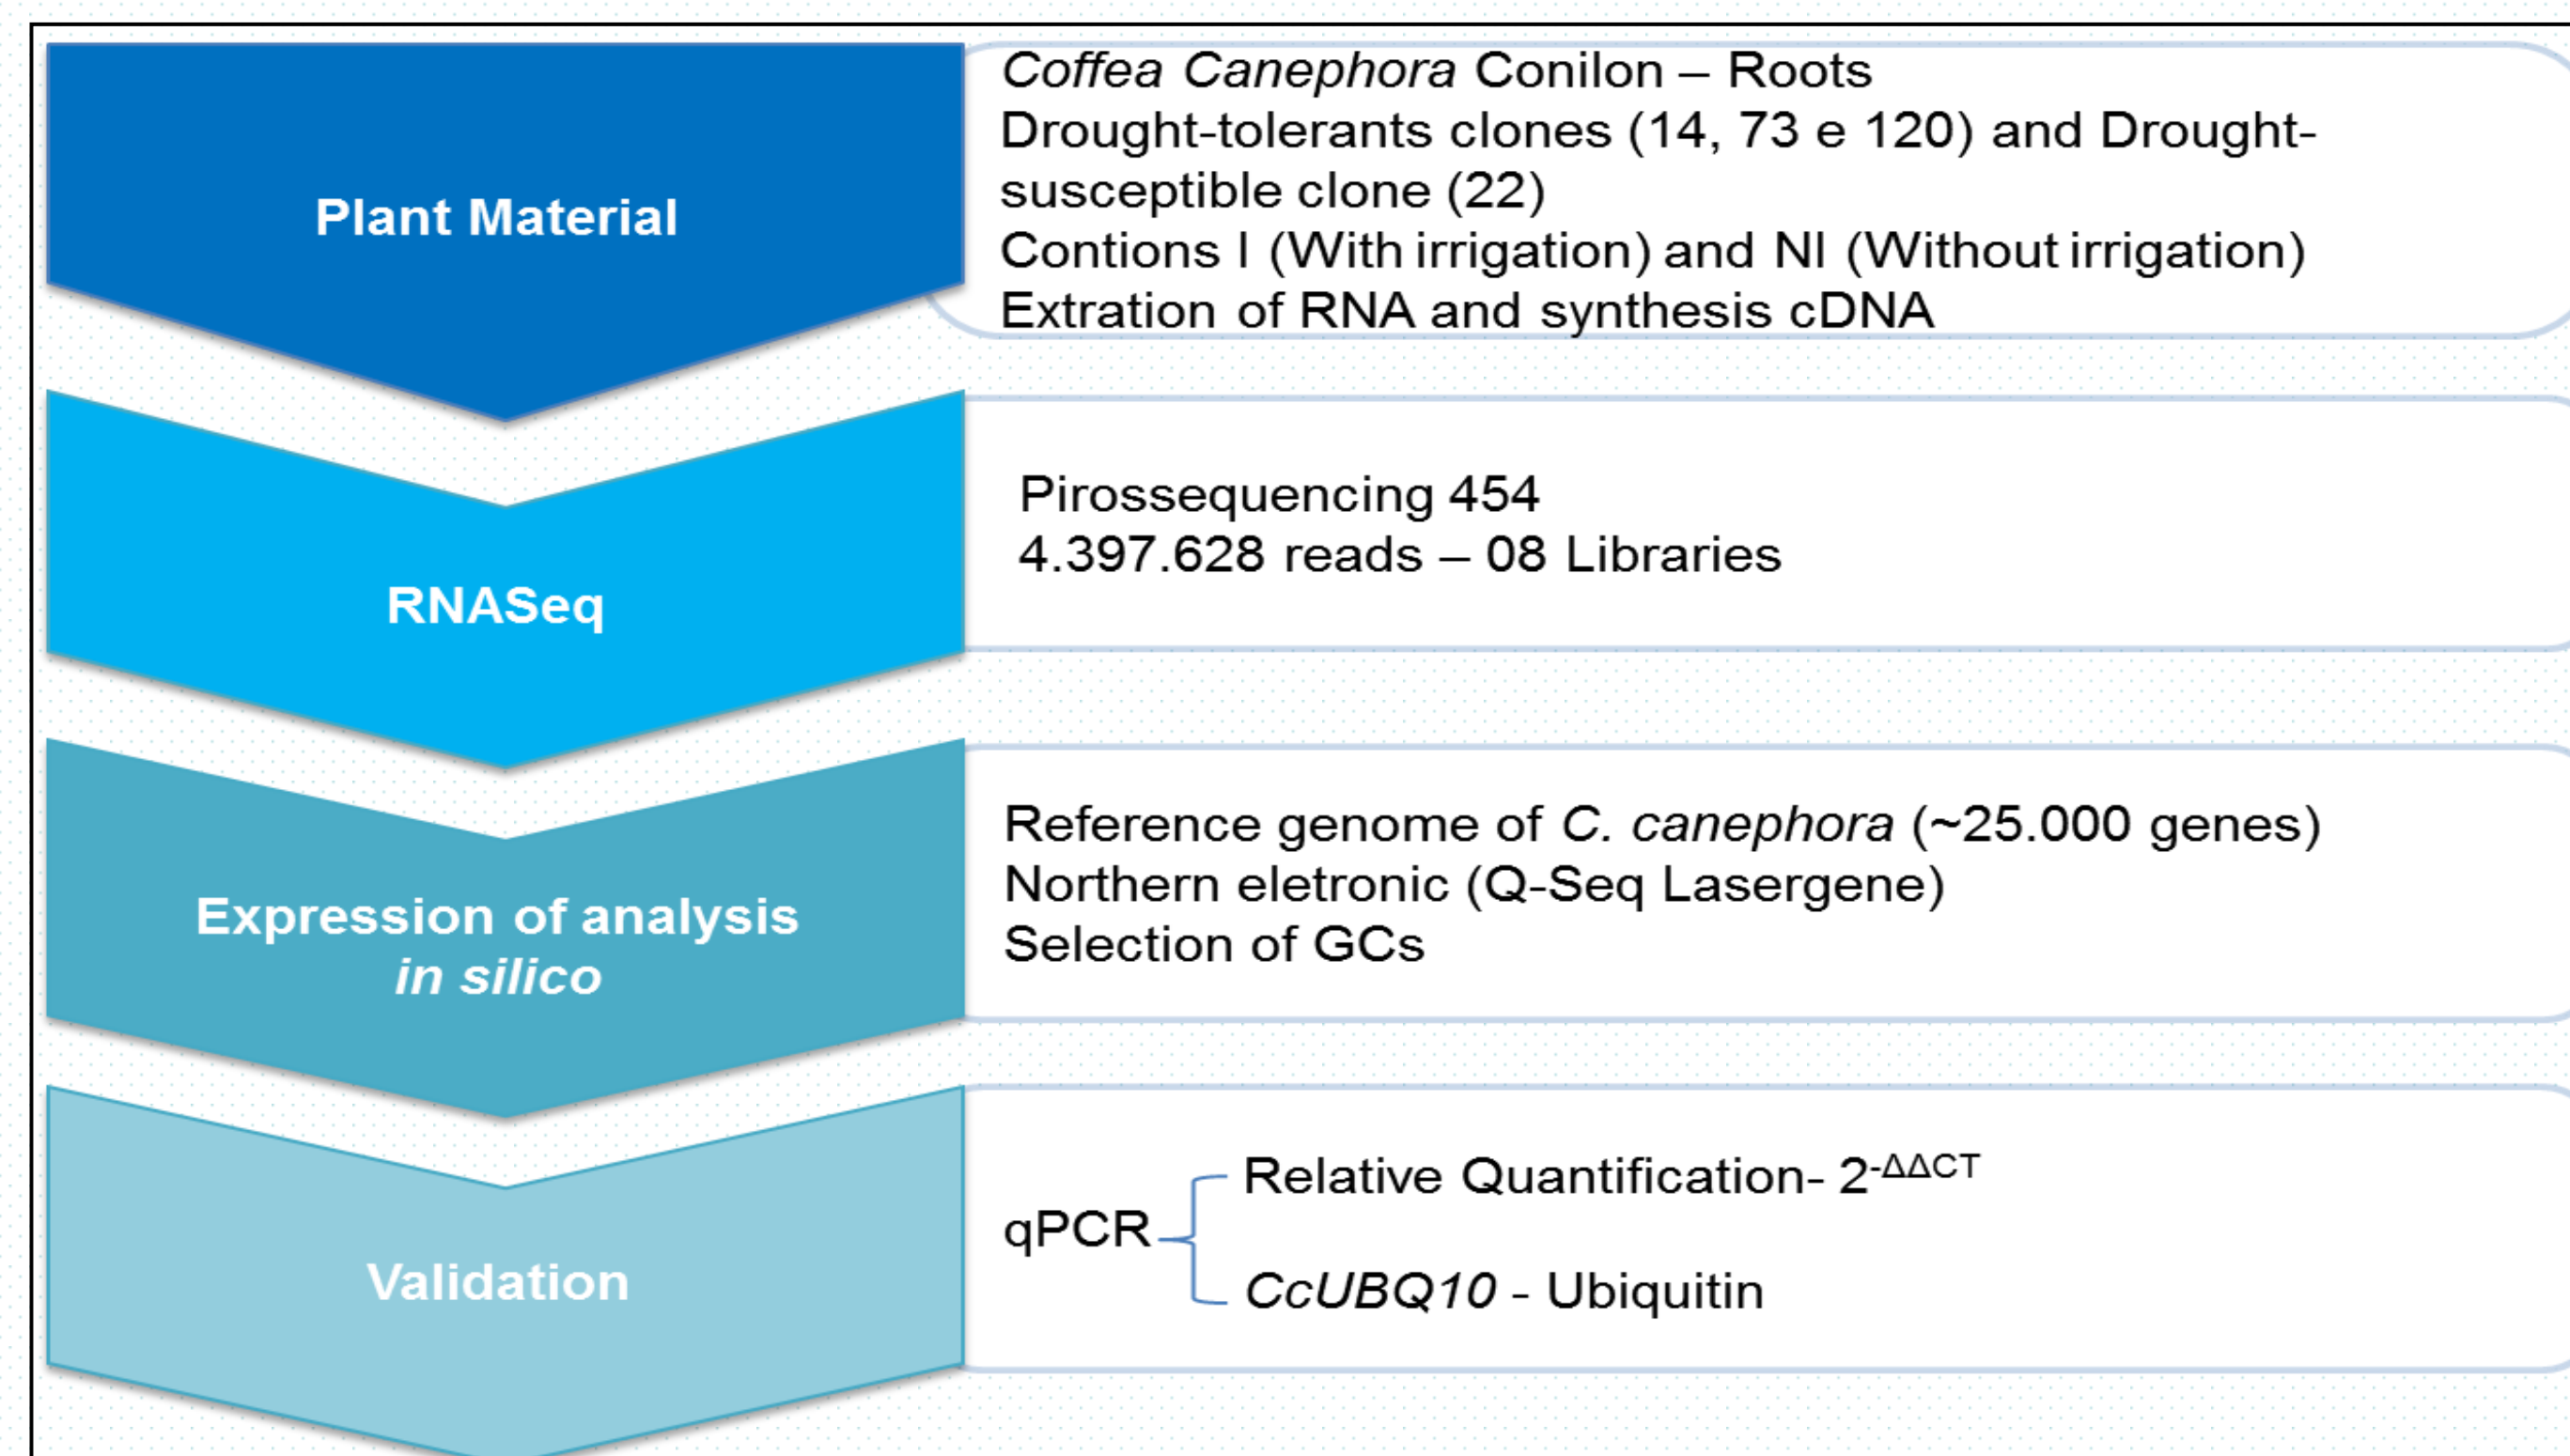 Plant Material
Coffea Canephora Conilon – Roots
Drought-tolerants clones (14, 73 e 120) and Drought-
susceptible clone (22)
Contions I (With irrigation) and NI (Without irrigation)
Extration of RNA and synthesis cDNA
RNASeq
Pirossequencing 454
4.397.628 reads – 08 Libraries
Expression of analysis
in silico
Reference genome of C. canephora (~25.000 genes)
Northern eletronic (Q-Seq Lasergene)
Selection of GCs
Validation
qPCR
Relative Quantification- 2-ΔΔCT
CcUBQ10 - Ubiquitin